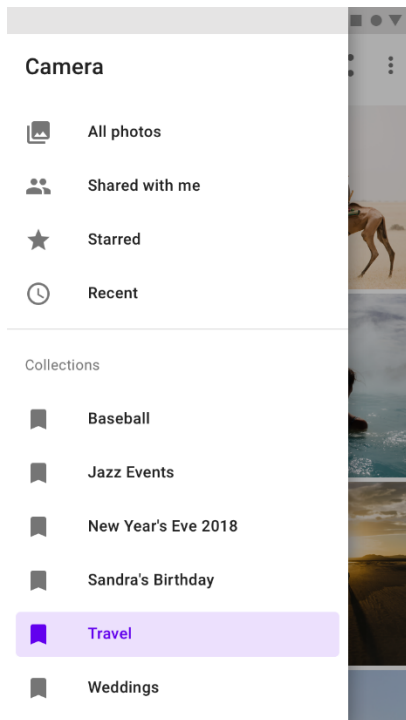 Camera
All photos
Shared with me
Starred
Recent
Collections
Baseball
Jazz Events
New Year's Eve 2018
Sandra's Birthday
Travel
Weddings